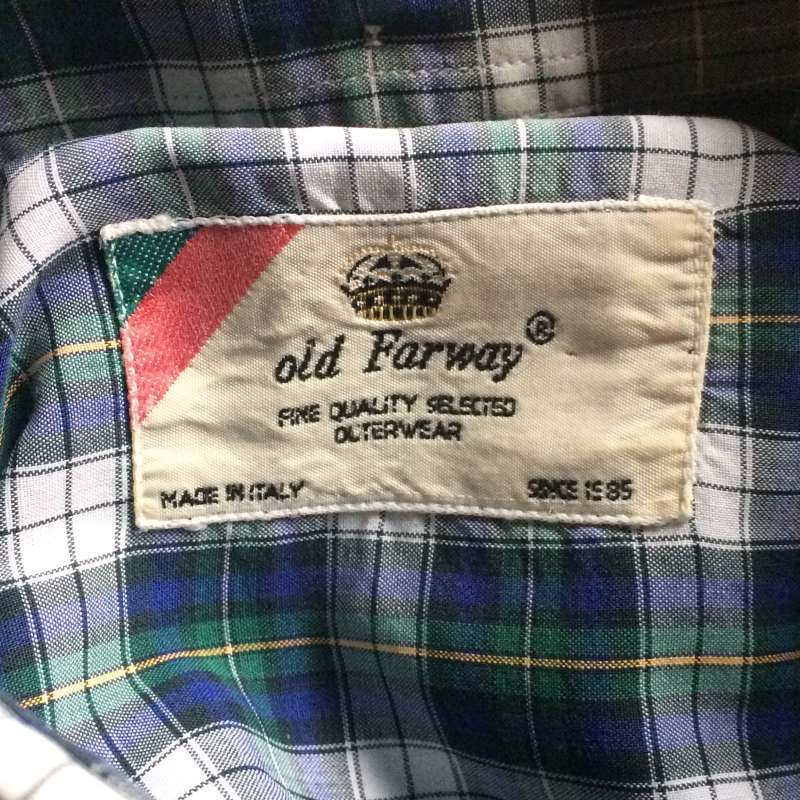 old Farway®
FINE QUALITY SELECTED
OUTERWEAR
MADE IN ITALY
SINCE 1985